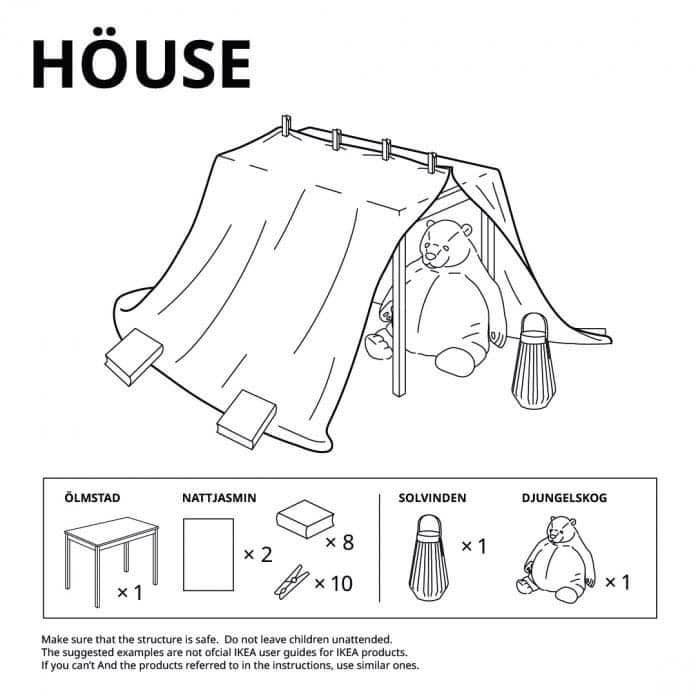 HÖUSE
ÖLMSTAD
NATTJASMIN
SOLVINDEN
DJUNGELSKOG
× 1
× 2
× 8
× 10
× 1
× 1
Make sure that the structure is safe. Do not leave children unattended.
The suggested examples are not ofcial IKEA user guides for IKEA products.
If you can't And the products referred to in the instructions, use similar ones.